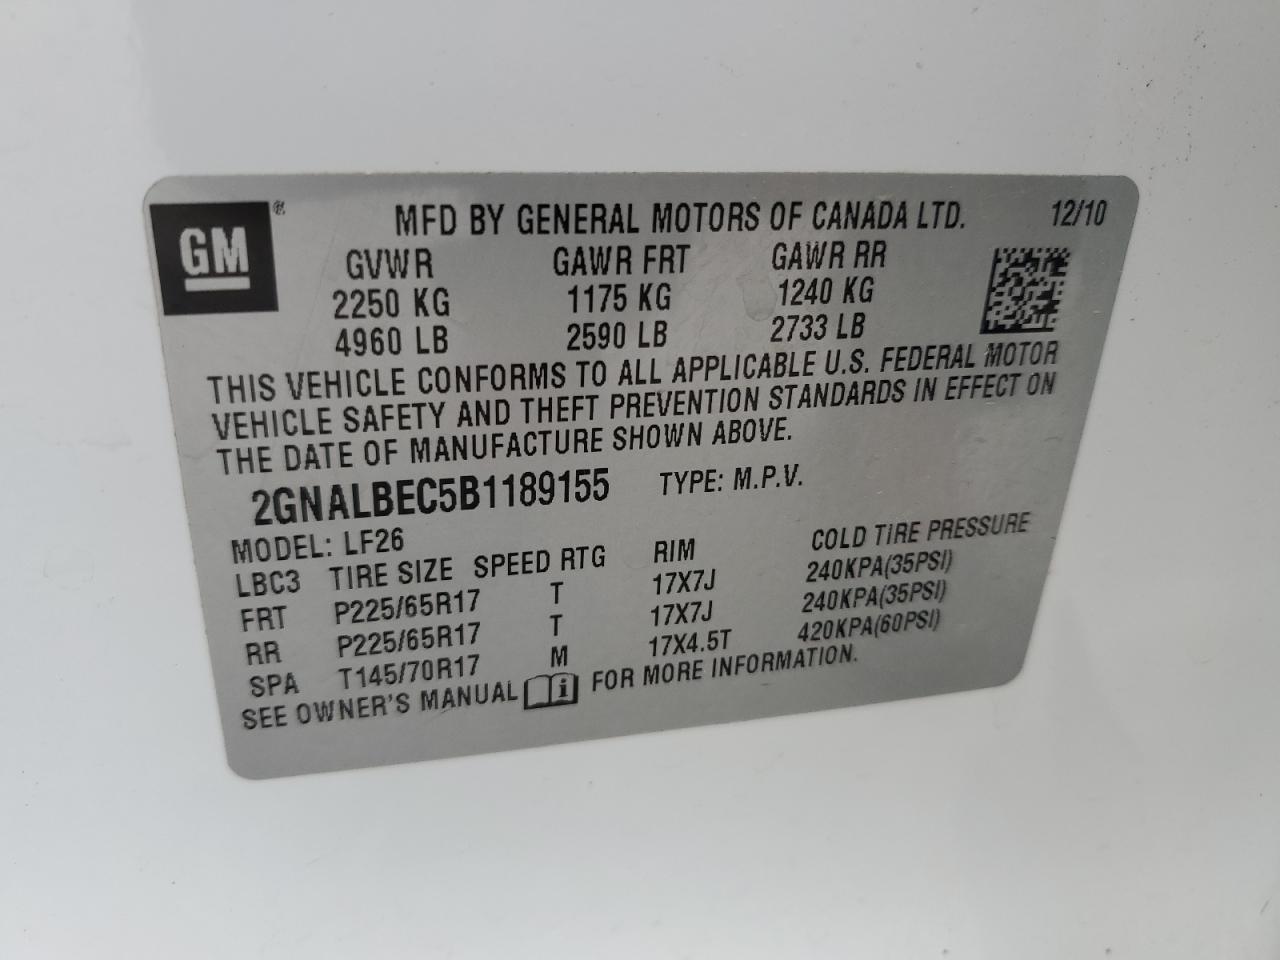 GM®
MFD BY GENERAL MOTORS OF CANADA LTD. 12/10
GVWR GAWR FRT GAWR RR
2250 KG 1175 KG 1240 KG
4960 LB 2590 LB 2733 LB
THIS VEHICLE CONFORMS TO ALL APPLICABLE U.S. FEDERAL MOTOR
VEHICLE SAFETY AND THEFT PREVENTION STANDARDS IN EFFECT ON
THE DATE OF MANUFACTURE SHOWN ABOVE.
2GNALBEC5B1189155 TYPE: M.P.V.
MODEL: LF26
LBC3 TIRE SIZE SPEED RTG RIM COLD TIRE PRESSURE
FRT P225/65R17 T 17X7J 240KPA(35PSI)
RR P225/65R17 T 17X7J 240KPA(35PSI)
SPA T145/70R17 M 17X4.5T 420KPA(60PSI)
SEE OWNER'S MANUAL i FOR MORE INFORMATION.